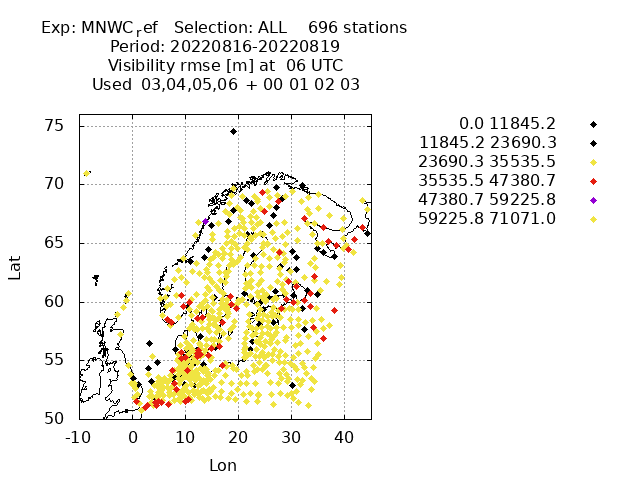 Exp: MNWC_ref   Selection: ALL    696 stations
Period: 20220816-20220819
Visibility rmse [m] at  06 UTC
Used  03,04,05,06  + 00 01 02 03
0.0 11845.2
11845.2 23690.3
23690.3 35535.5
35535.5 47380.7
47380.7 59225.8
59225.8 71071.0
75
70
65
60
55
50
Lat
-10 0 10 20 30 40
Lon